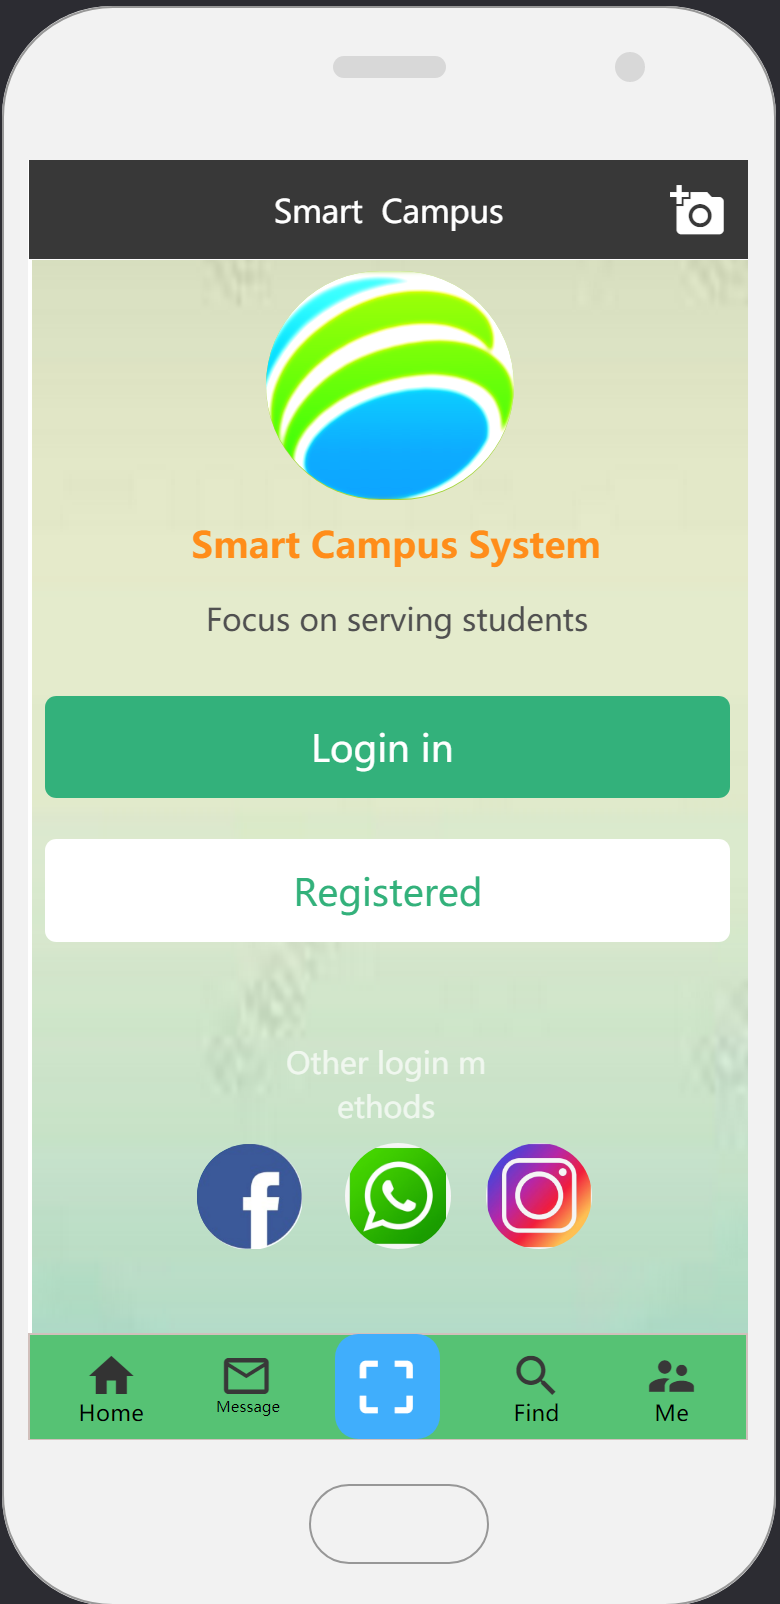 Smart Campus
Smart Campus System
Focus on serving students
Login in
Registered
Other login m
ethods
Home
Message
Find
Me